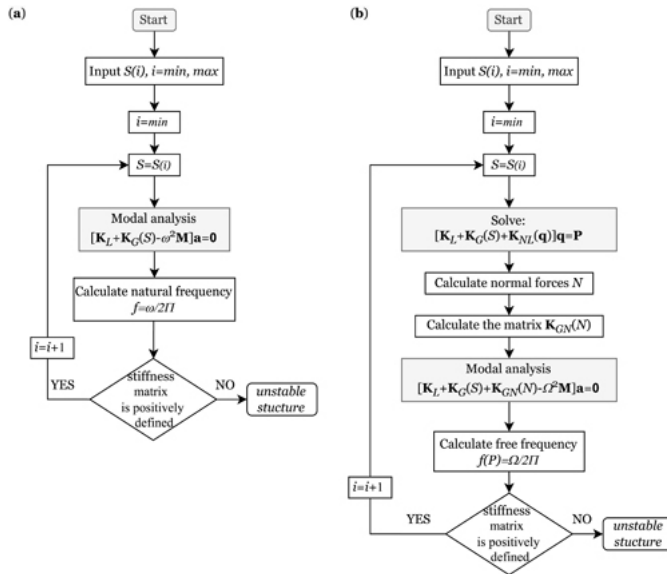 (a)
Start
Input S(i), i=min, max
i=min
S=S(i)
Modal analysis
[K_L+K_G(S)-ω²M]a=0
Calculate natural frequency
f=ω/2Π
i=i+1
YES
stiffness
matrix
is positively
defined
NO
unstable
stucture
(b)
Start
Input S(i), i=min, max
i=min
S=S(i)
Solve:
[K_L+K_G(S)+K_NL(q)]q=P
Calculate normal forces N
Calculate the matrix K_GN(N)
Modal analysis
[K_L+K_G(S)+K_GN(N)-Ω²M]a=0
Calculate free frequency
f(P)=Ω/2Π
i=i+1
YES
stiffness
matrix
is positively
defined
NO
unstable
stucture